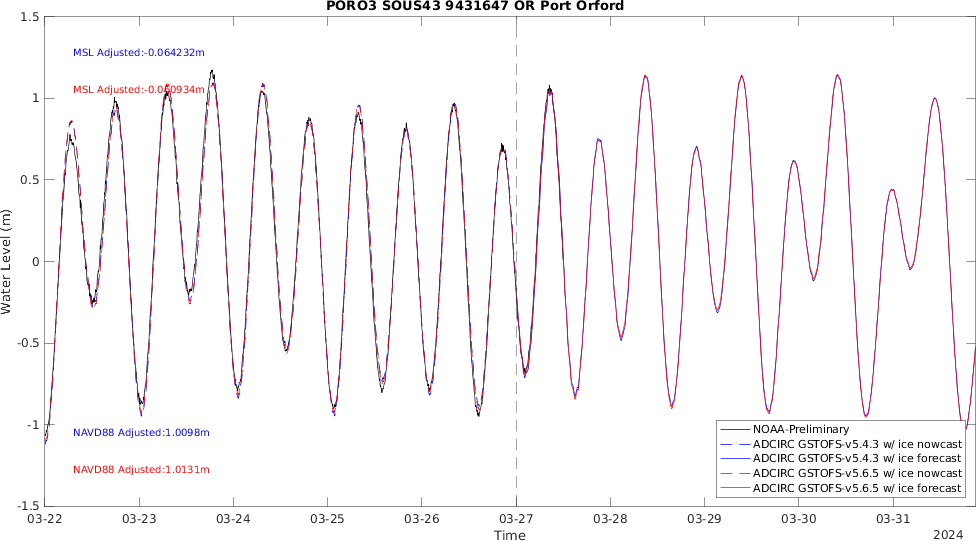 PORO3 SOUS43 9431647 OR Port Orford
1.5
MSL Adjusted:-0.064232m
MSL Adjusted:-0.060934m
1
0.5
0
Water Level (m)
-0.5
-1
NAVD88 Adjusted:1.0098m
NAVD88 Adjusted:1.0131m
-1.5
NOAA-Preliminary
ADCIRC GSTOFS-v5.4.3 w/ ice nowcast
ADCIRC GSTOFS-v5.4.3 w/ ice forecast
ADCIRC GSTOFS-v5.6.5 w/ ice nowcast
ADCIRC GSTOFS-v5.6.5 w/ ice forecast
03-22 03-23 03-24 03-25 03-26 03-27 03-28 03-29 03-30 03-31
Time
2024